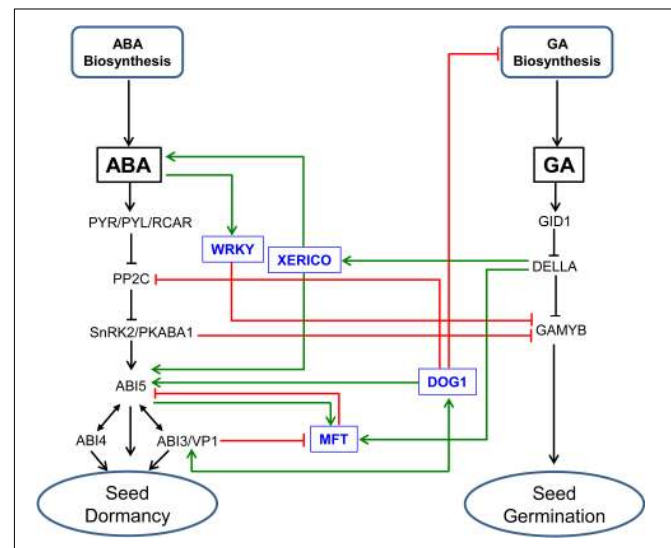 ABA
Biosynthesis
GA
Biosynthesis
ABA
GA
PYR/PYL/RCAR
GID1
WRKY
XERICO
DELLA
PP2C
SnRK2/PKABA1
GAMYB
ABI5
DOG1
ABI4
ABI3/VP1
MFT
Seed
Dormancy
Seed
Germination